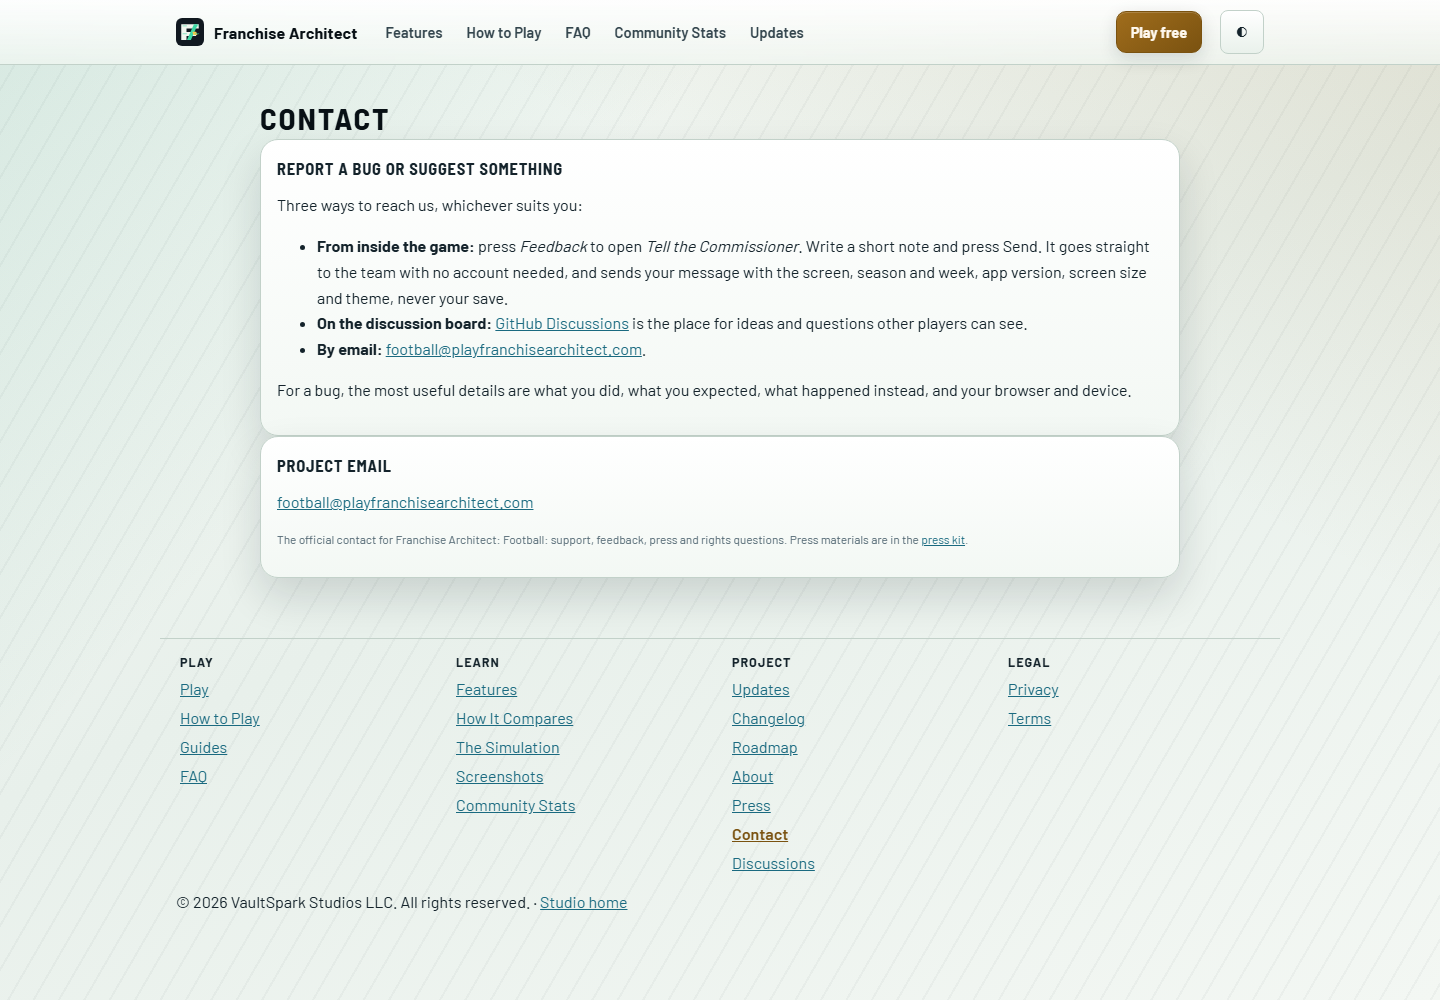 Franchise Architect
Features
How to Play
FAQ
Community Stats
Updates
Play free
CONTACT
REPORT A BUG OR SUGGEST SOMETHING
Three ways to reach us, whichever suits you:
• From inside the game: press Feedback to open Tell the Commissioner. Write a short note and press Send. It goes straight
to the team with no account needed, and sends your message with the screen, season and week, app version, screen size
and theme, never your save.
• On the discussion board: GitHub Discussions is the place for ideas and questions other players can see.
• By email: football@playfranchisearchitect.com.
For a bug, the most useful details are what you did, what you expected, what happened instead, and your browser and device.
PROJECT EMAIL
football@playfranchisearchitect.com
The official contact for Franchise Architect: Football: support, feedback, press and rights questions. Press materials are in the press kit.
PLAY
Play
How to Play
Guides
FAQ
LEARN
Features
How It Compares
The Simulation
Screenshots
Community Stats
PROJECT
Updates
Changelog
Roadmap
About
Press
Contact
Discussions
LEGAL
Privacy
Terms
© 2026 VaultSpark Studios LLC. All rights reserved. · Studio home